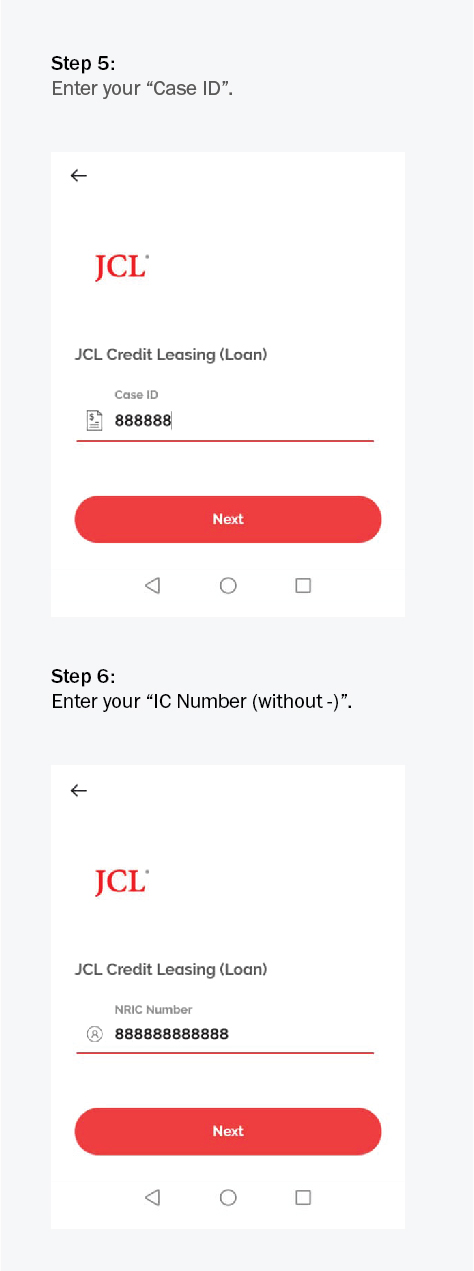 Step 5:
Enter your “Case ID”.
JCL
JCL Credit Leasing (Loan)
Case ID
888888
Next
Step 6:
Enter your “IC Number (without -)”.
JCL
JCL Credit Leasing (Loan)
NRIC Number
888888888888
Next